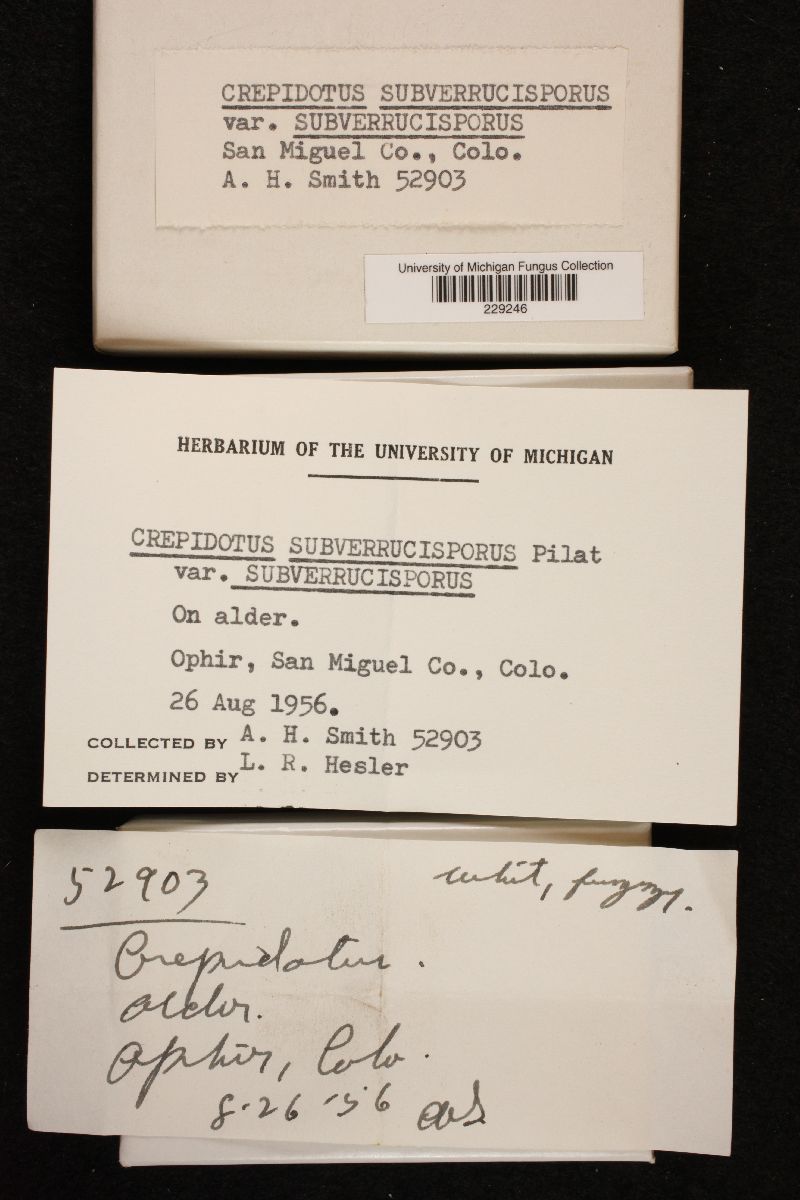 CREPIDOTUS SUBVERRUCISPORUS
var. SUBVERRUCISPORUS
San Miguel Co., Colo.
A. H. Smith 52903
University of Michigan Fungus Collection
229246
HERBARIUM OF THE UNIVERSITY OF MICHIGAN
CREPIDOTUS SUBVERRUCISPORUS Pilat
var. SUBVERRUCISPORUS
On alder.
Ophir, San Miguel Co., Colo.
26 Aug 1956.
COLLECTED BY A. H. Smith 52903
DETERMINED BY L. R. Hesler
52903
whit, fuzzy.
Crepidotus.
alder.
Ophir, Colo.
8-26-56